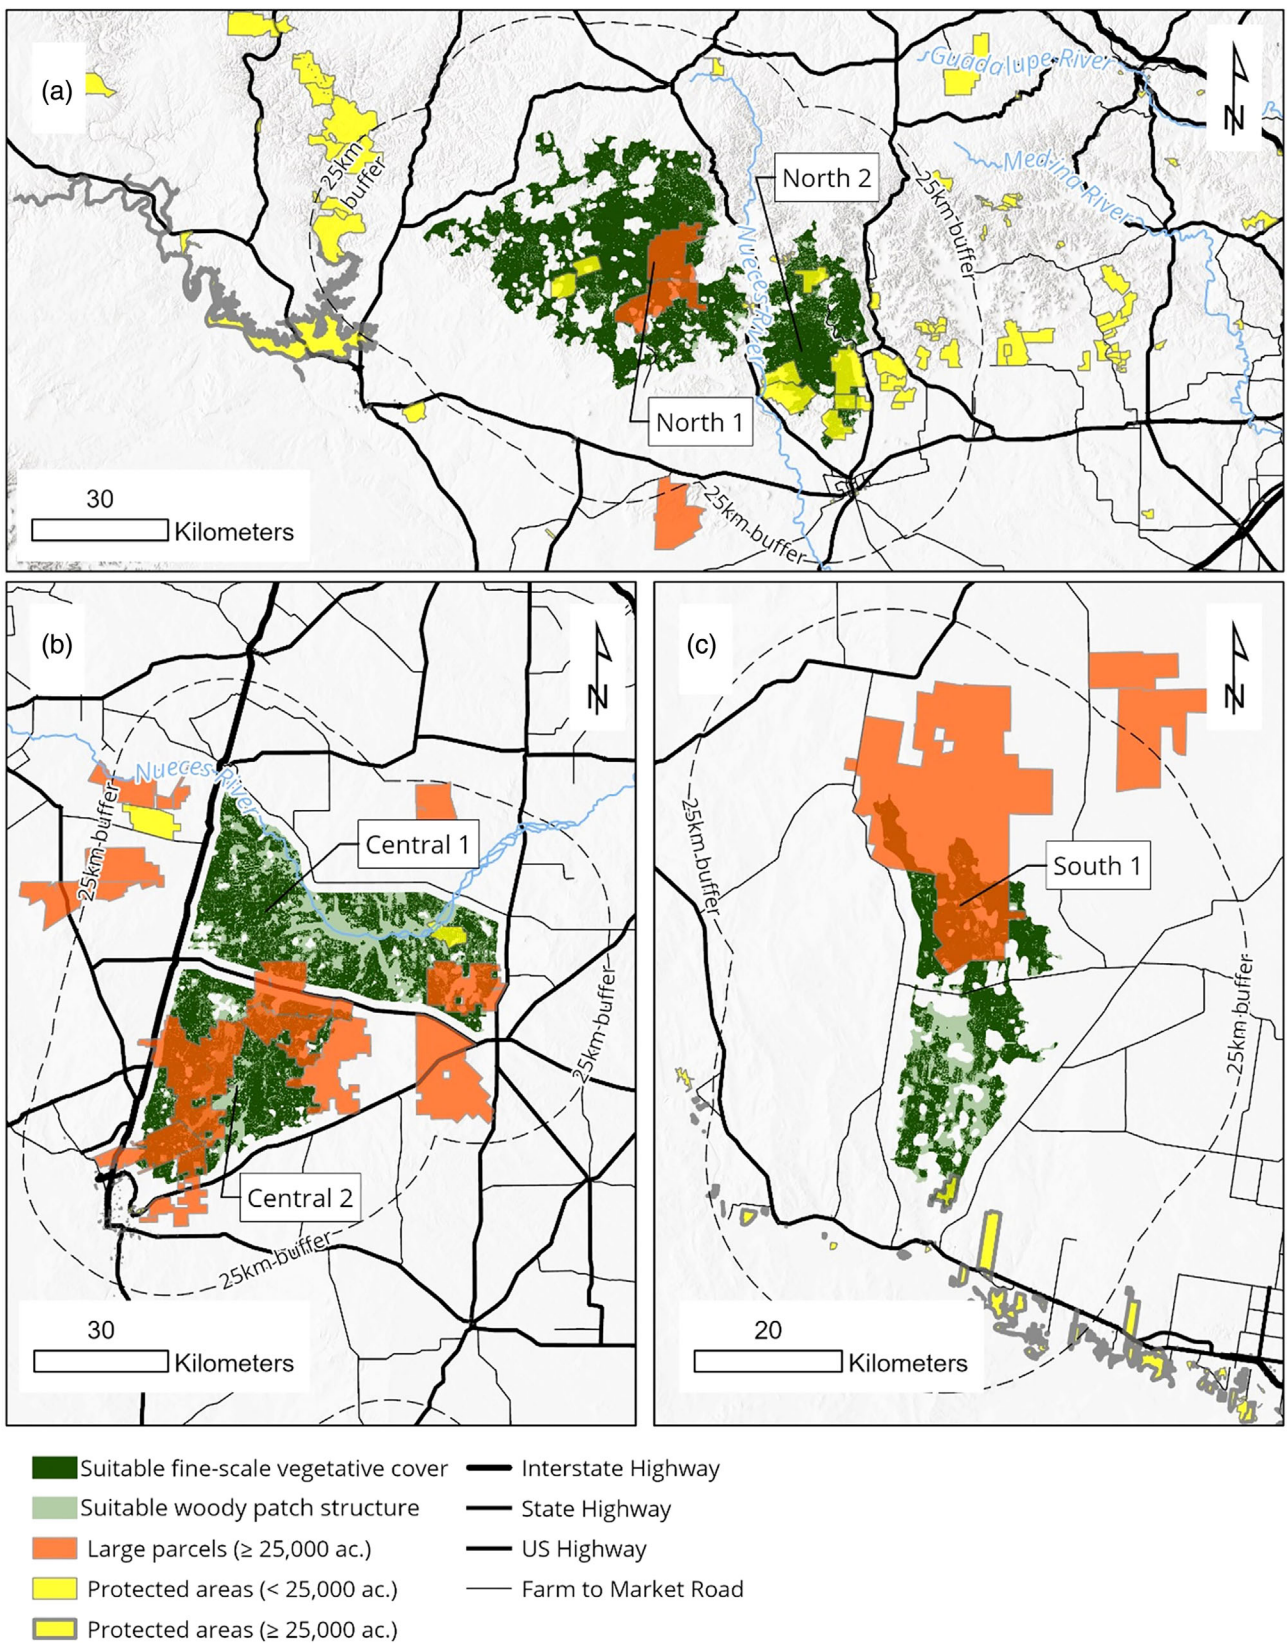 (a)
Guadalupe River
N
Medina River
25km buffer
North 2
25km buffer
Nueces River
North 1
25km buffer
30
Kilometers
(b)
N
Nueces River
25km buffer
Central 1
25km buffer
Central 2
25km buffer
30
Kilometers
(c)
N
25km buffer
South 1
25km buffer
20
Kilometers
Suitable fine-scale vegetative cover
Suitable woody patch structure
Large parcels (≥ 25,000 ac.)
Protected areas (< 25,000 ac.)
Protected areas (≥ 25,000 ac.)
Interstate Highway
State Highway
US Highway
Farm to Market Road